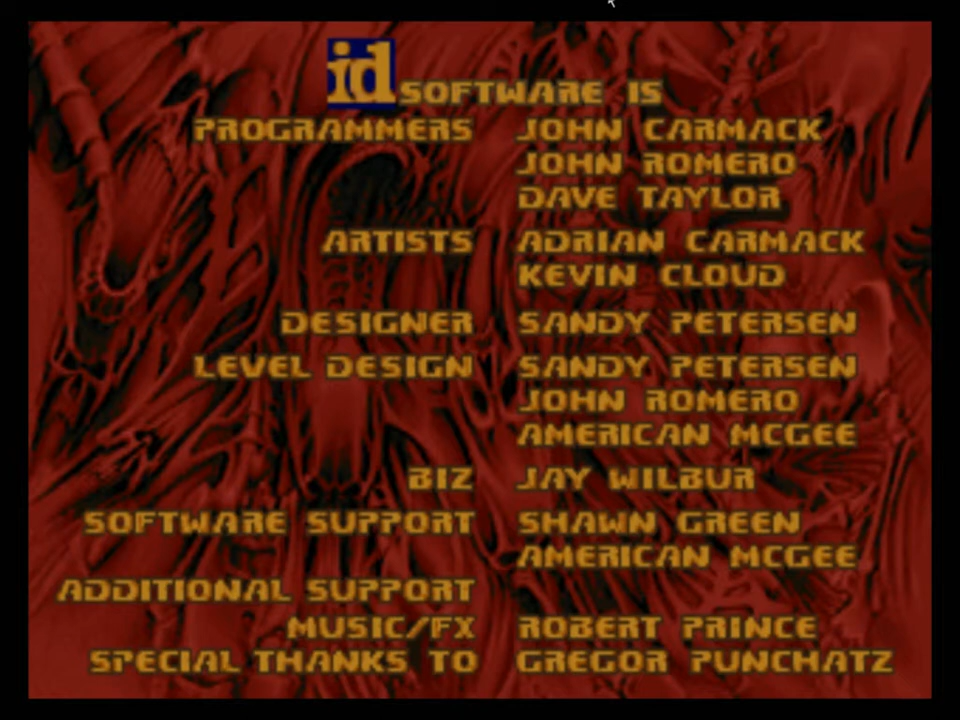 id SOFTWARE IS
PROGRAMMERS JOHN CARMACK
JOHN ROMERO
DAVE TAYLOR
ARTISTS ADRIAN CARMACK
KEVIN CLOUD
DESIGNER SANDY PETERSEN
LEVEL DESIGN SANDY PETERSEN
JOHN ROMERO
AMERICAN MCGEE
BIZ JAY WILBUR
SOFTWARE SUPPORT SHAWN GREEN
AMERICAN MCGEE
ADDITIONAL SUPPORT
MUSIC/FX ROBERT PRINCE
SPECIAL THANKS TO GREGOR PUNCHATZ